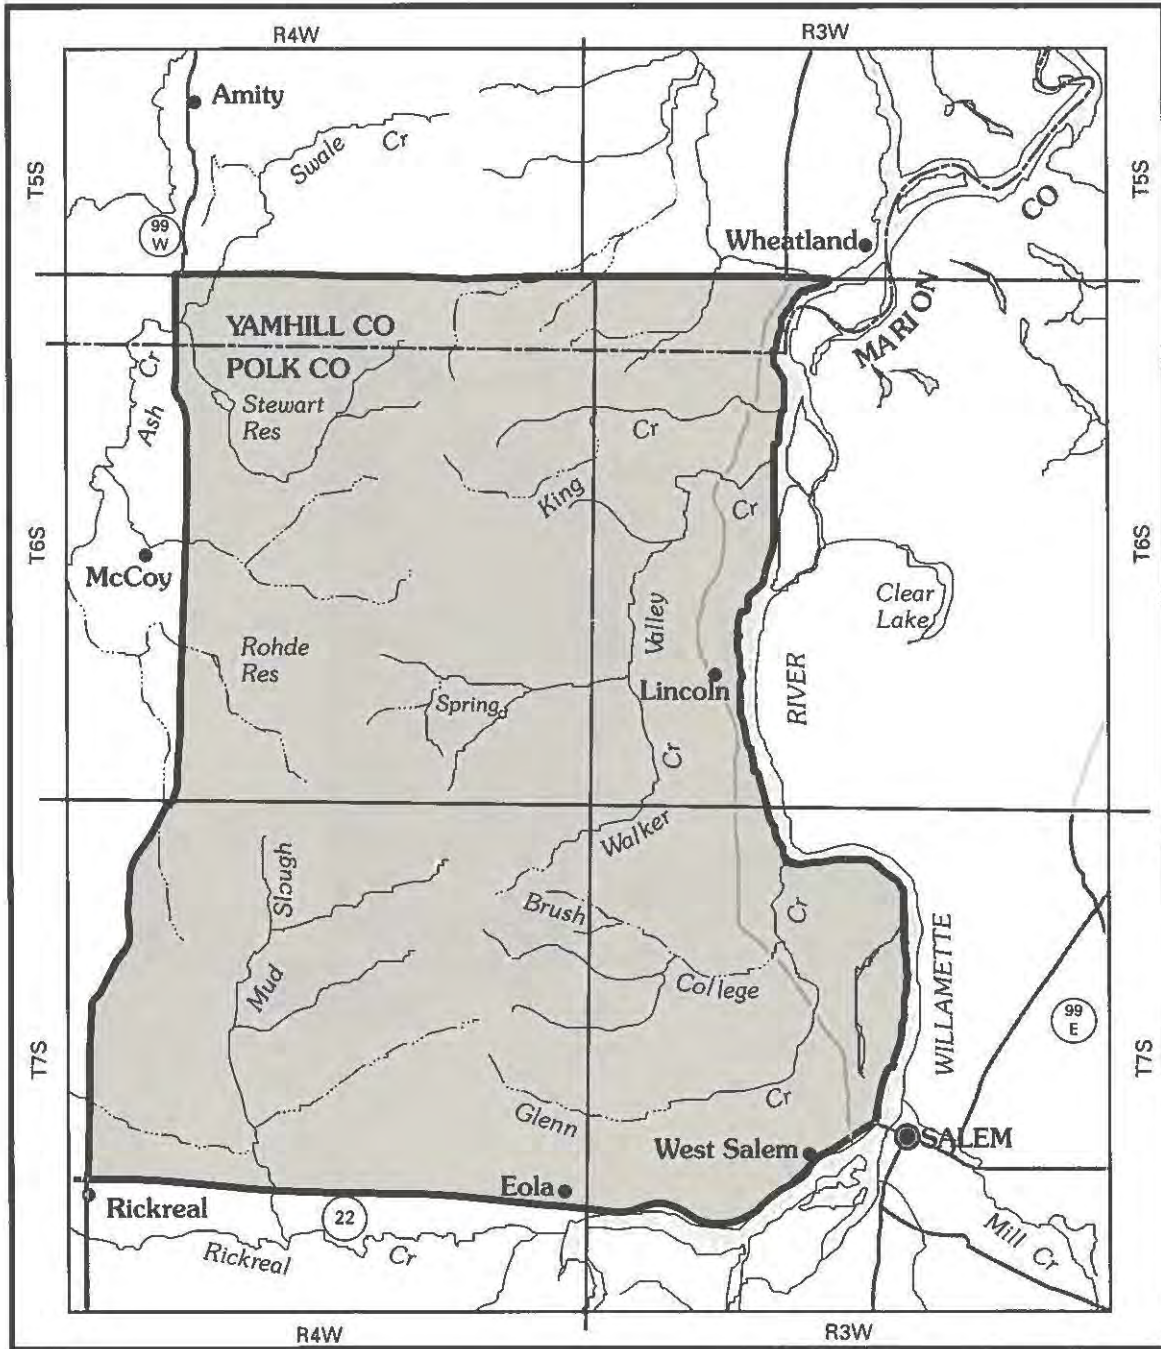 R4W
R3W
Amity
Swale
Cr
T5S
T5S
99
W
CO
Wheatland
MARION
YAMHILL CO
POLK CO
Cr
Ash
Stewart
Res
Cr
King
Cr
T6S
T6S
McCoy
Clear
Lake
Valley
Rohde
Res
RIVER
Lincoln
Spring
Cr
Walker
Slough
Brush
Cr
Mud
College
WILLAMETTE
99
E
T7S
T7S
Glenn
Cr
West Salem
SALEM
Eola
Rickreal
22
Rickreal
Cr
Mill Cr
R4W
R3W